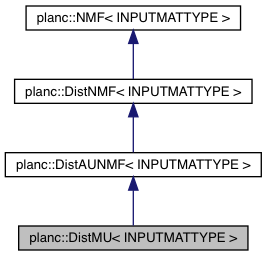 planc::NMF< INPUTMATTYPE >
planc::DistNMF< INPUTMATTYPE >
planc::DistAUNMF< INPUTMATTYPE >
planc::DistMU< INPUTMATTYPE >